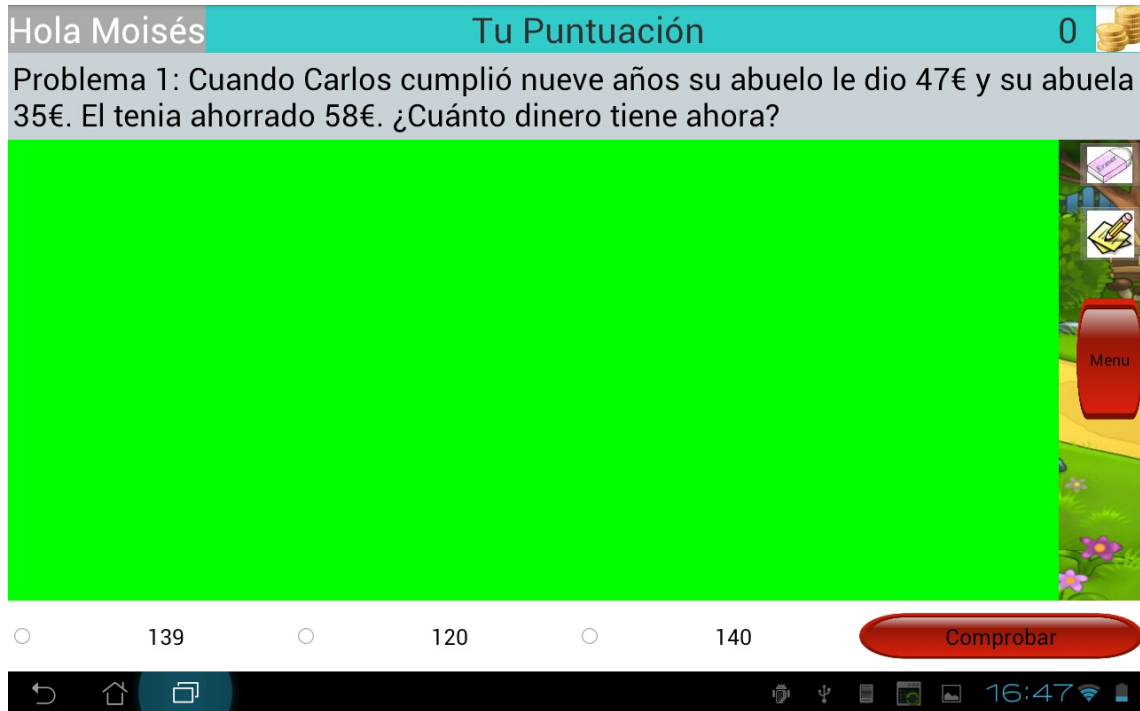 Hola Moisés Tu Puntuación 0
Problema 1: Cuando Carlos cumplió nueve años su abuelo le dio 47€ y su abuela
35€. El tenia ahorrado 58€. ¿Cuánto dinero tiene ahora?
Eraser
Menu
139 120 140 Comprobar
16:47